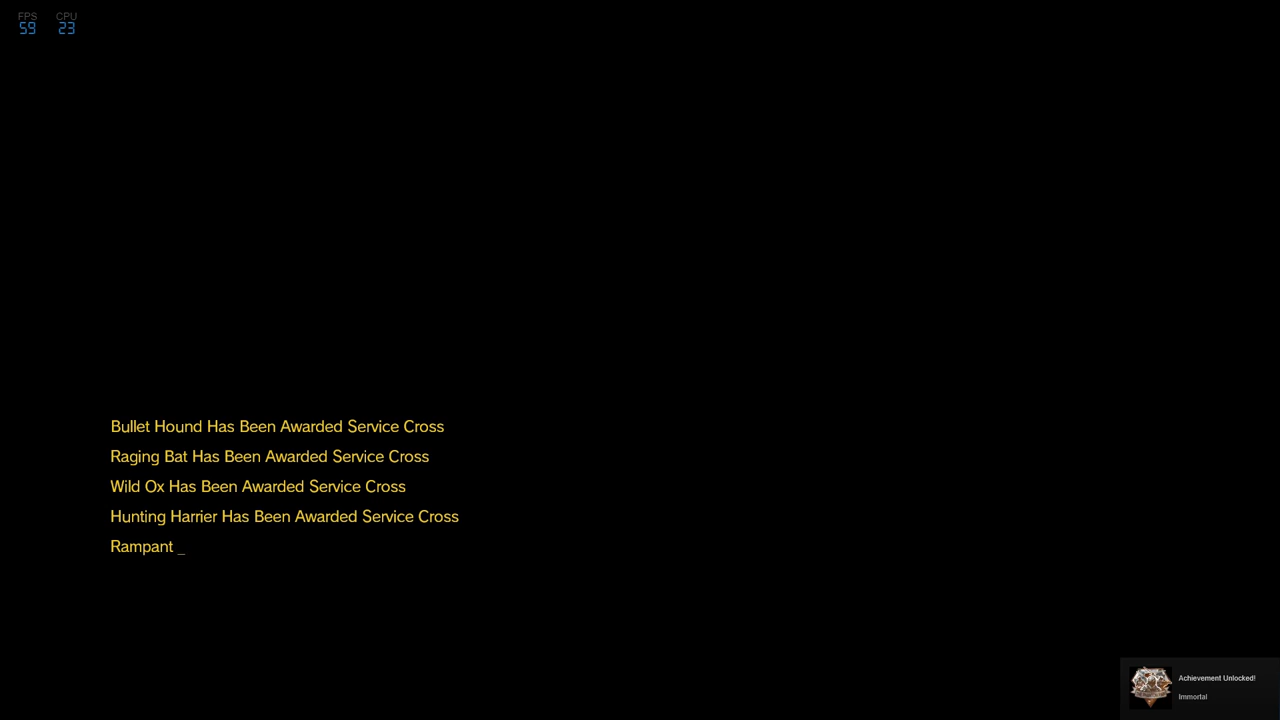 FPS CPU
59 23
Bullet Hound Has Been Awarded Service Cross
Raging Bat Has Been Awarded Service Cross
Wild Ox Has Been Awarded Service Cross
Hunting Harrier Has Been Awarded Service Cross
Rampant _
Achievement Unlocked!
Immortal